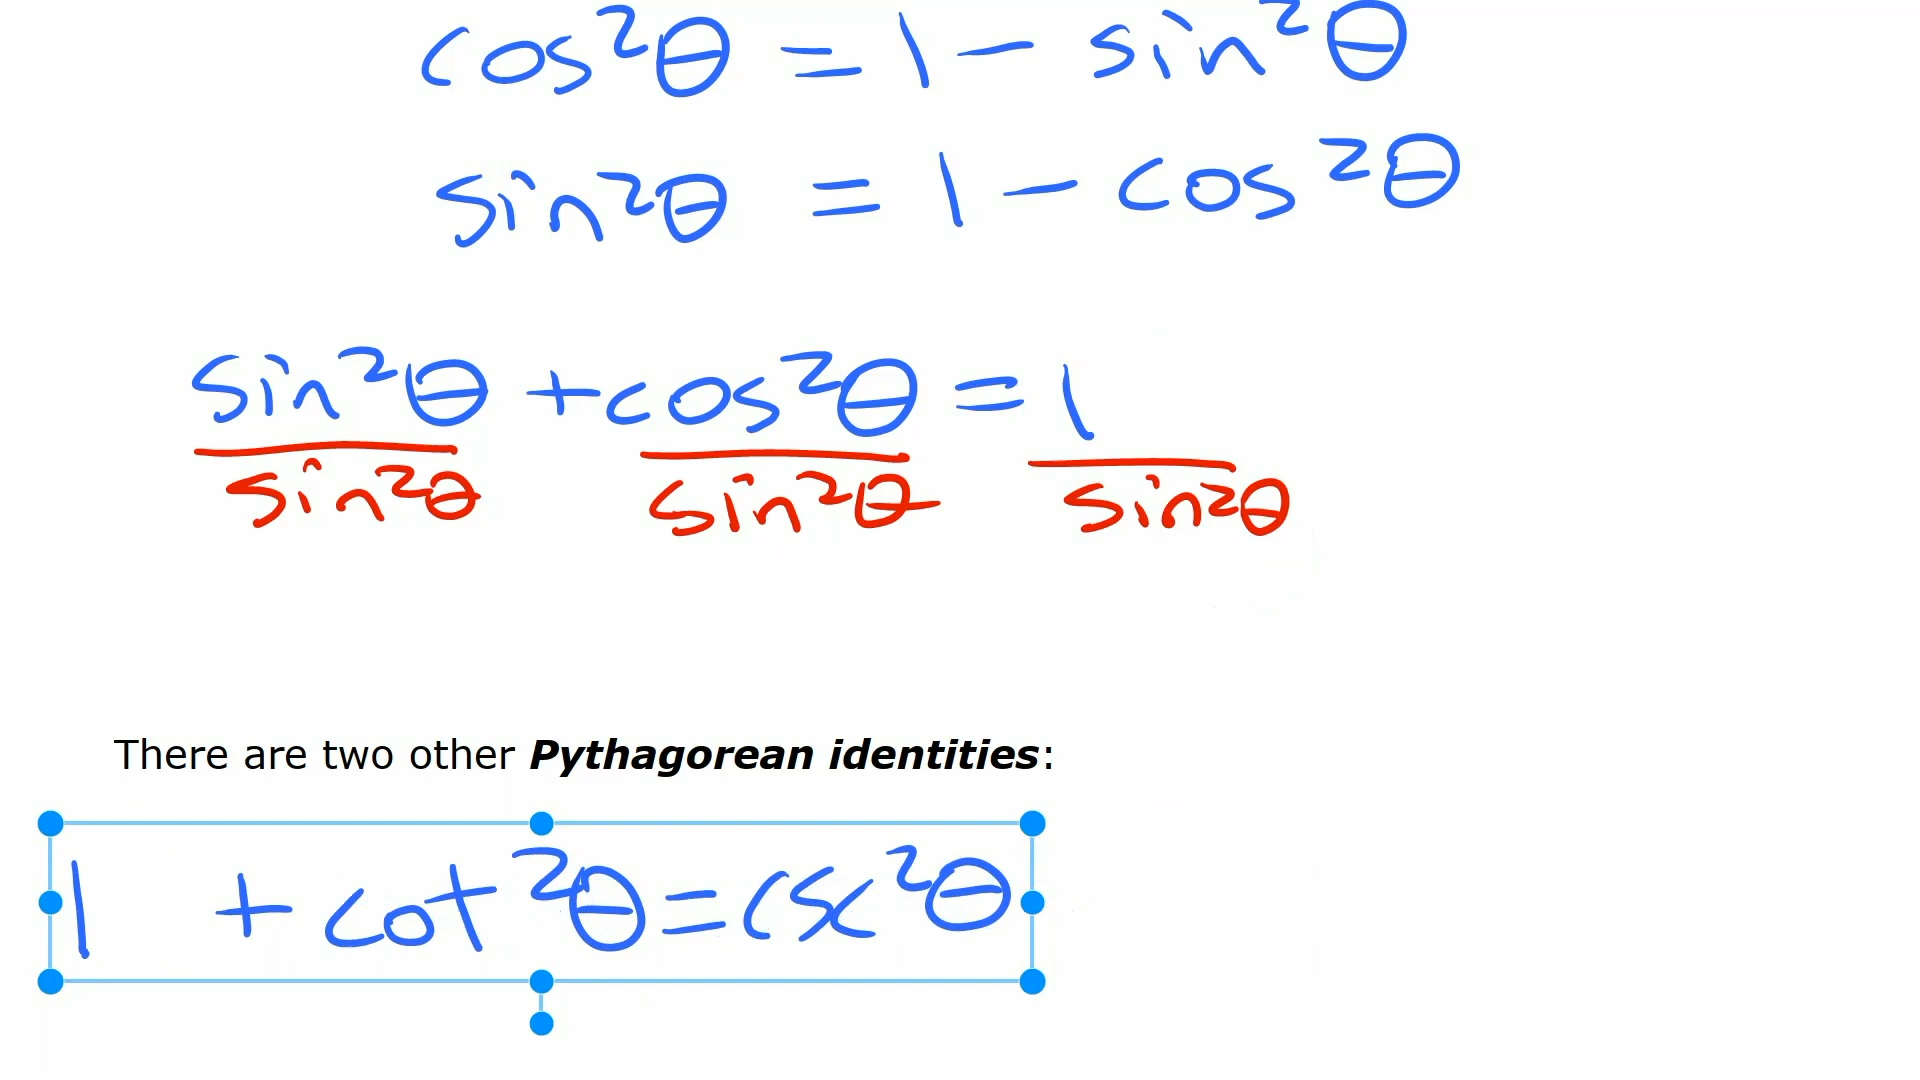 cos²θ = 1 - sin²θ
sin²θ = 1 - cos²θ
sin²θ + cos²θ = 1
sin²θ sin²θ sin²θ
There are two other Pythagorean identities:
1 + cot²θ = csc²θ